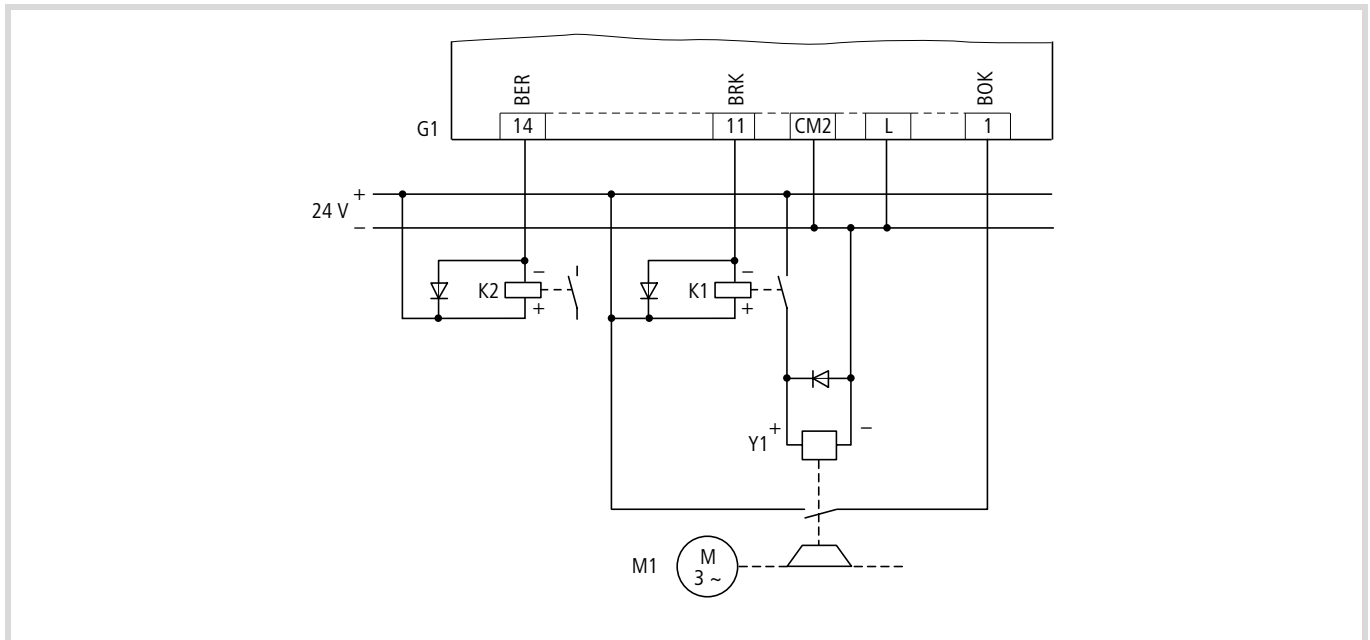 BER
BRK
BOK
G1
14
11
CM2
L
1
+
24 V
−
K2
−
+
K1
−
+
Y1
+
−
M1
M
3 ~